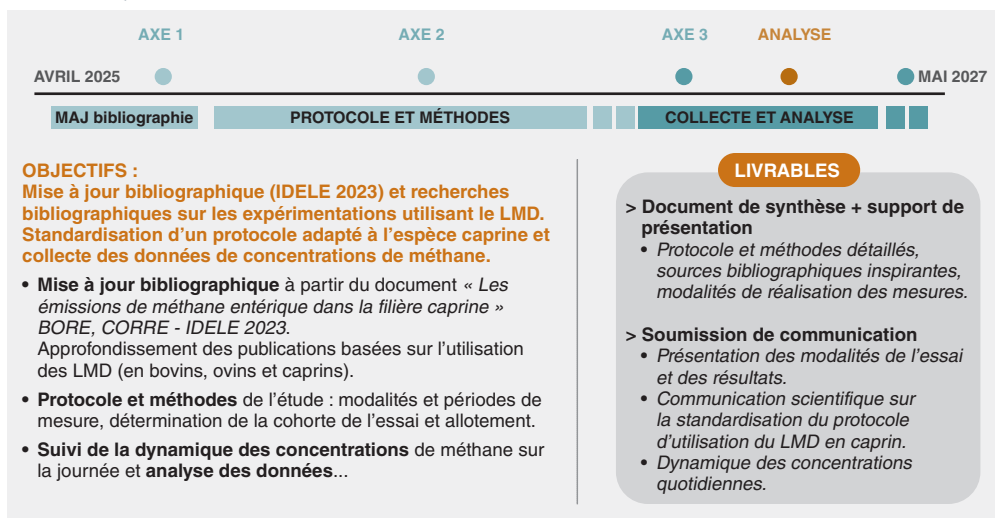 AXE 1
AXE 2
AXE 3
ANALYSE
AVRIL 2025
MAI 2027
MAJ bibliographie
PROTOCOLE ET MÉTHODES
COLLECTE ET ANALYSE
OBJECTIFS :
Mise à jour bibliographique (IDELE 2023) et recherches
bibliographiques sur les expérimentations utilisant le LMD.
Standardisation d’un protocole adapté à l’espèce caprine et
collecte des données de concentrations de méthane.
• Mise à jour bibliographique à partir du document « Les
émissions de méthane entérique dans la filière caprine »
BORE, CORRE - IDELE 2023.
Approfondissement des publications basées sur l’utilisation
des LMD (en bovins, ovins et caprins).
• Protocole et méthodes de l’étude : modalités et périodes de
mesure, détermination de la cohorte de l’essai et allotement.
• Suivi de la dynamique des concentrations de méthane sur
la journée et analyse des données...
LIVRABLES
> Document de synthèse + support de
présentation
• Protocole et méthodes détaillés,
sources bibliographiques inspirantes,
modalités de réalisation des mesures.
> Soumission de communication
• Présentation des modalités de l’essai
et des résultats.
• Communication scientifique sur
la standardisation du protocole
d’utilisation du LMD en caprin.
• Dynamique des concentrations
quotidiennes.